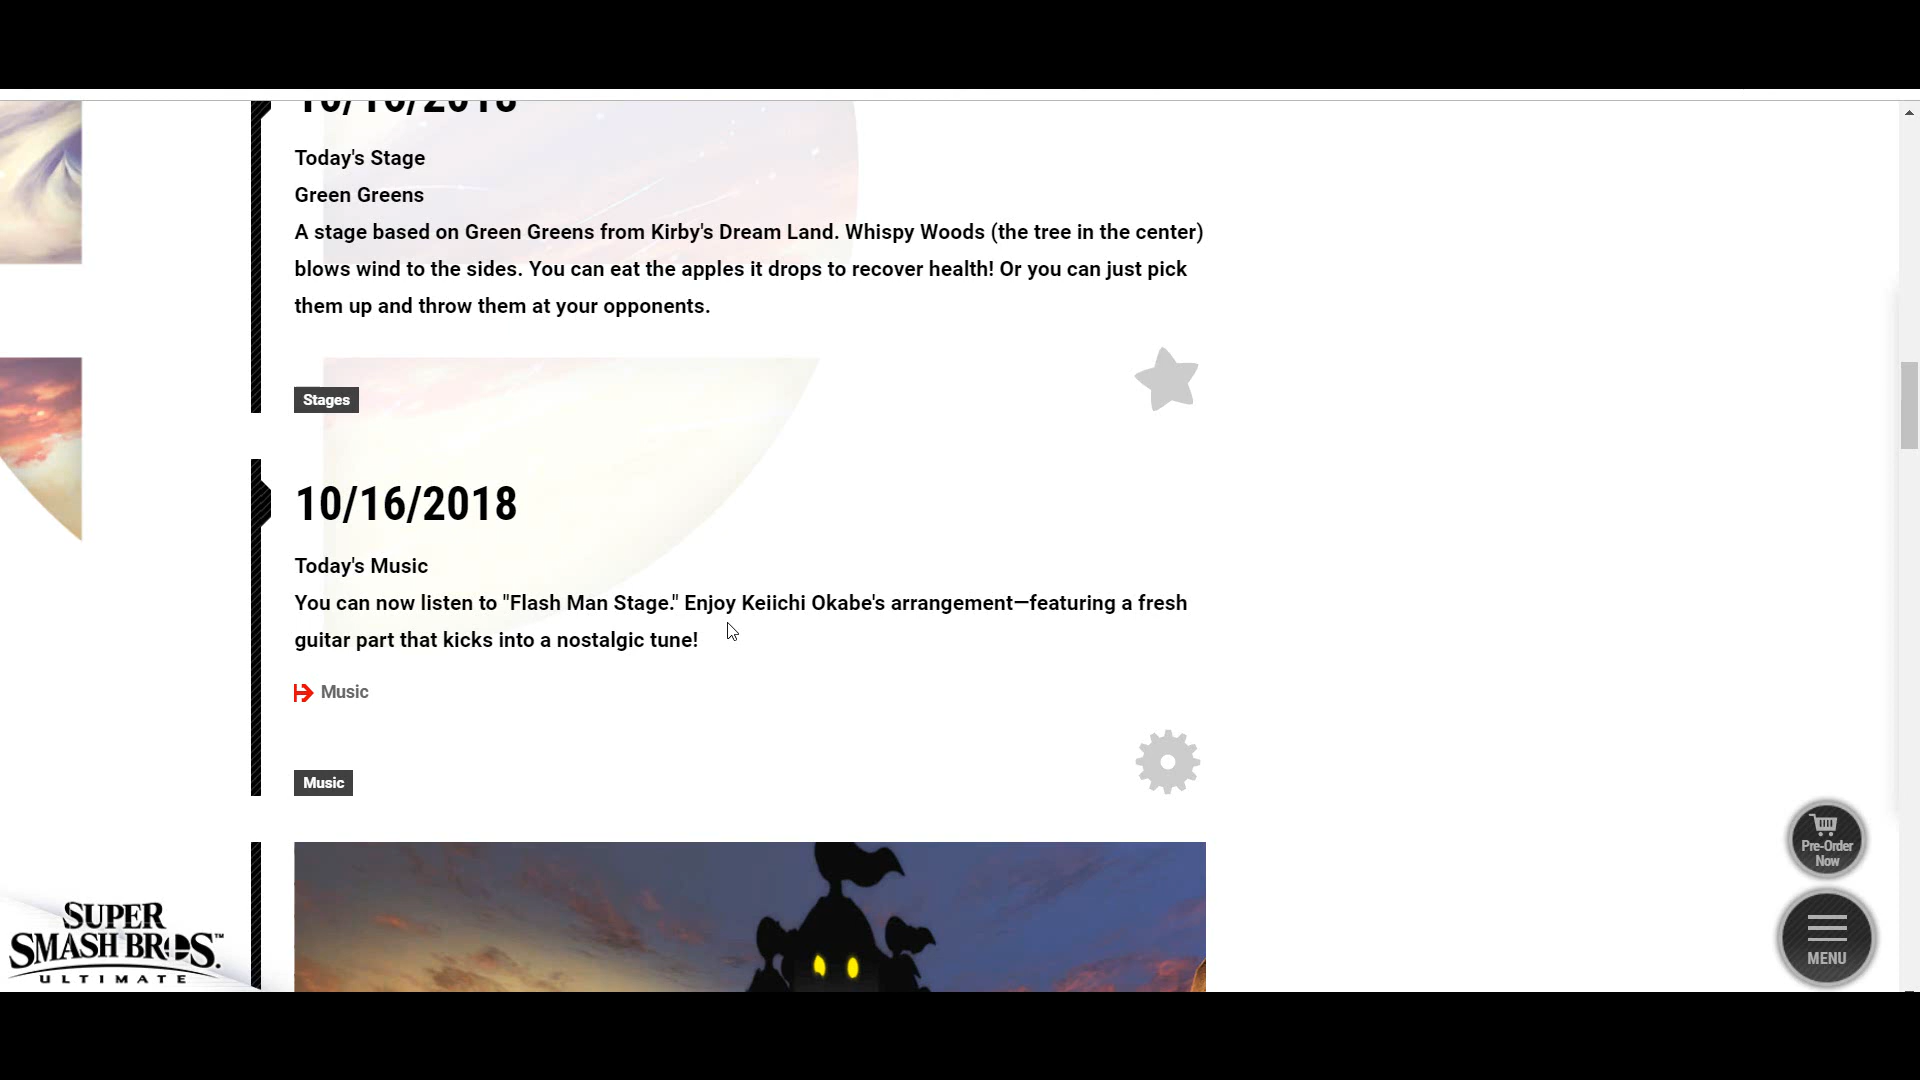 Today's Stage
Green Greens
A stage based on Green Greens from Kirby's Dream Land. Whispy Woods (the tree in the center)
blows wind to the sides. You can eat the apples it drops to recover health! Or you can just pick
them up and throw them at your opponents.
Stages
10/16/2018
Today's Music
You can now listen to "Flash Man Stage." Enjoy Keiichi Okabe's arrangement—featuring a fresh
guitar part that kicks into a nostalgic tune!
Music
Music
Pre-Order
Now
SUPER
SMASH BROS.™
ULTIMATE
MENU